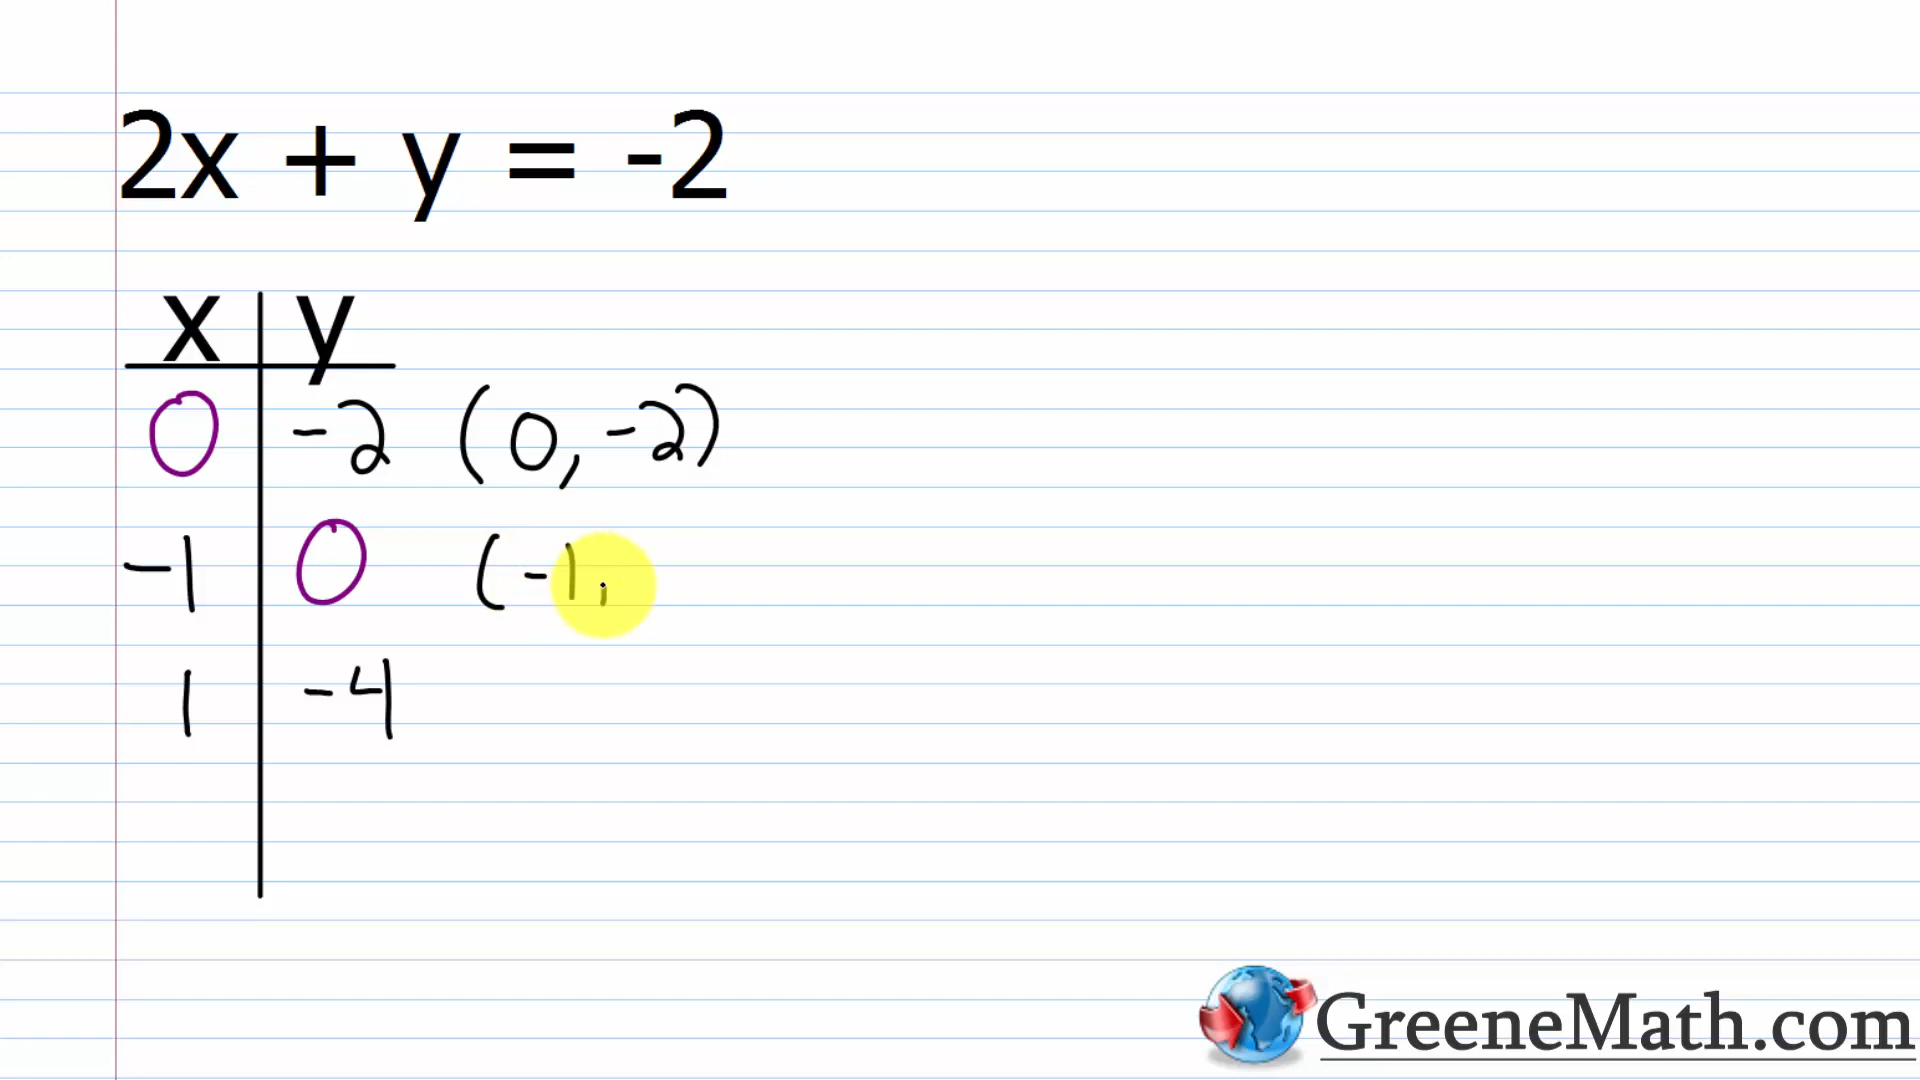 2x + y = -2
x y
0 -2 (0, -2)
-1 0 (-1,
1 -4
GreeneMath.com